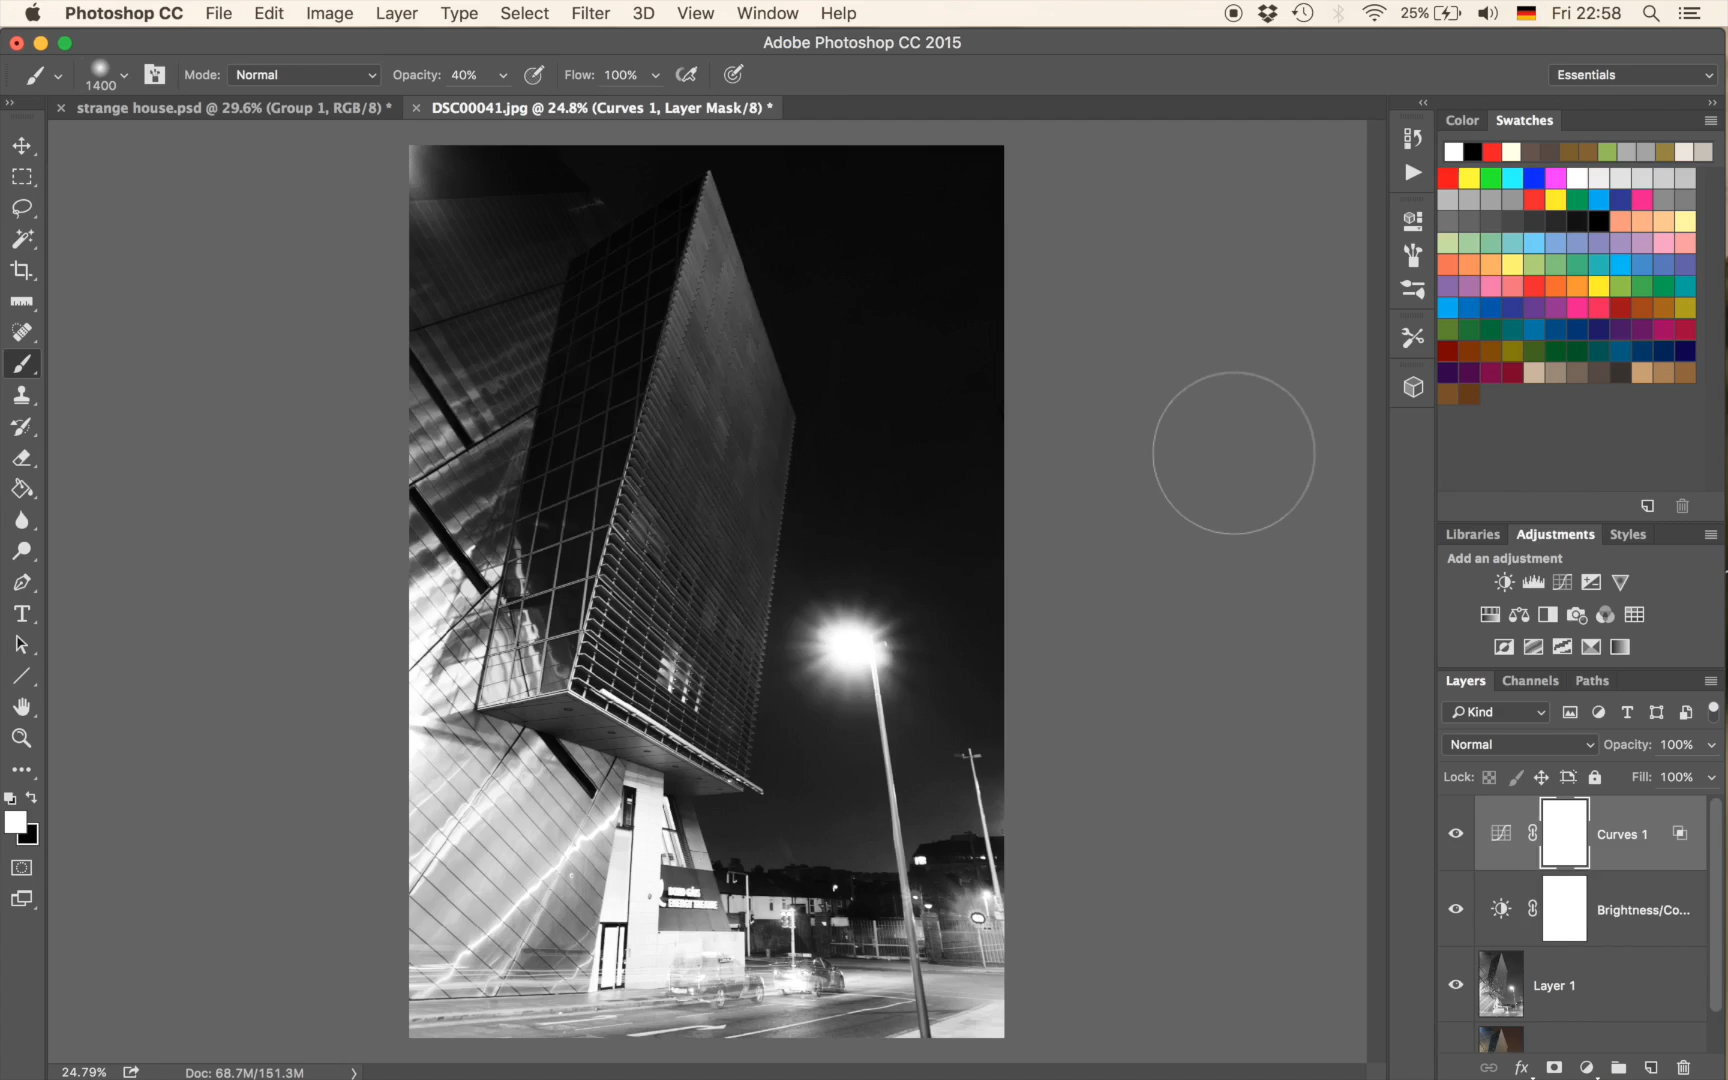 Photoshop CC File Edit Image Layer Type Select Filter 3D View Window Help 25% Fri 22:58
Adobe Photoshop CC 2015
1400 Mode: Normal Opacity: 40% Flow: 100% Essentials
strange house.psd @ 29.6% (Group 1, RGB/8) * DSC00041.jpg @ 24.8% (Curves 1, Layer Mask/8) *
Color Swatches
Libraries Adjustments Styles
Add an adjustment
Layers Channels Paths
Kind
Normal Opacity: 100%
Lock: Fill: 100%
Curves 1
Brightness/Co...
Layer 1
24.79% Doc: 68.7M/151.3M